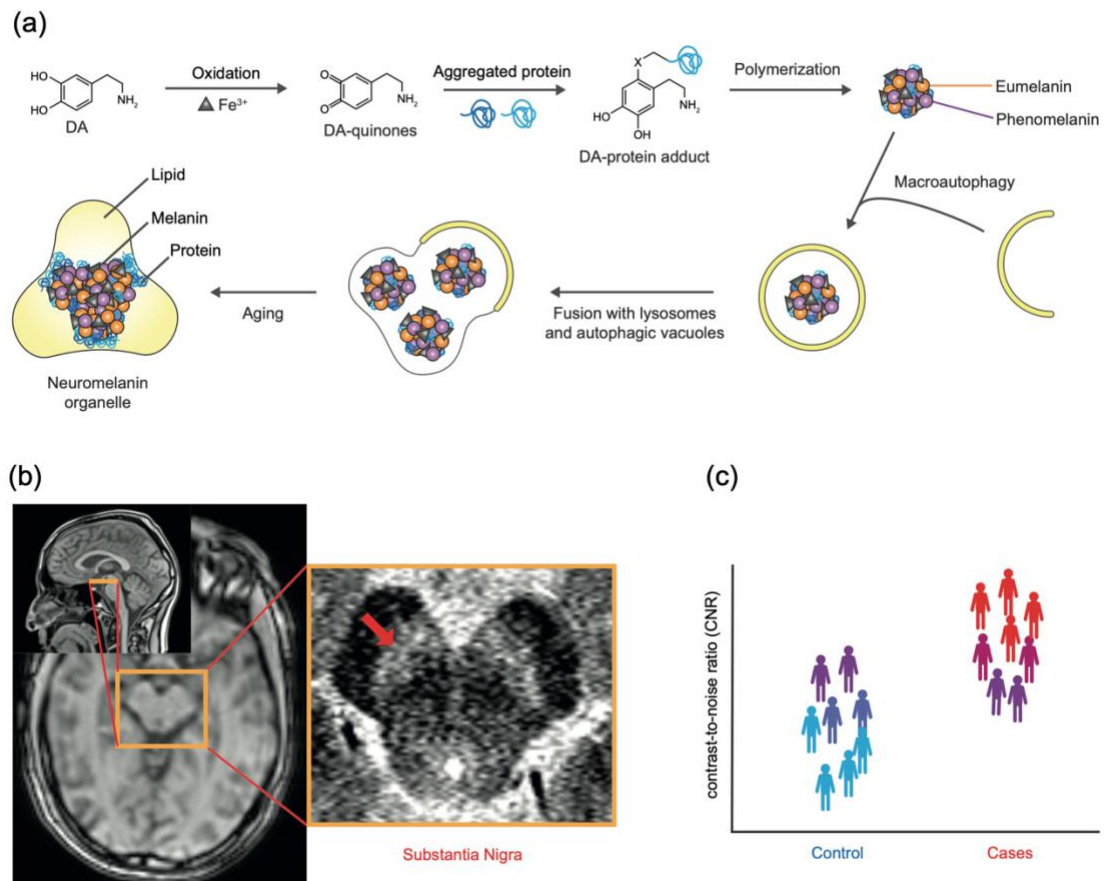 (a)
HO
HO
NH2
DA
Oxidation
Fe³⁺
O
O
NH2
DA-quinones
Aggregated protein
X
HO
OH
NH2
DA-protein adduct
Polymerization
Eumelanin
Phenomelanin
Macroautophagy
Fusion with lysosomes
and autophagic vacuoles
Aging
Lipid
Melanin
Protein
Neuromelanin
organelle
(b)
Substantia Nigra
(c)
contrast-to-noise ratio (CNR)
Control
Cases